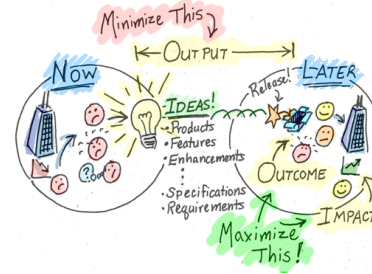 Minimize This
OUTPUT
NOW
LATER
Release!
IDEAS!
• Products
• Features
• Enhancements
?
• Specifications
• Requirements
OUTCOME
IMPACT
Maximize
This!